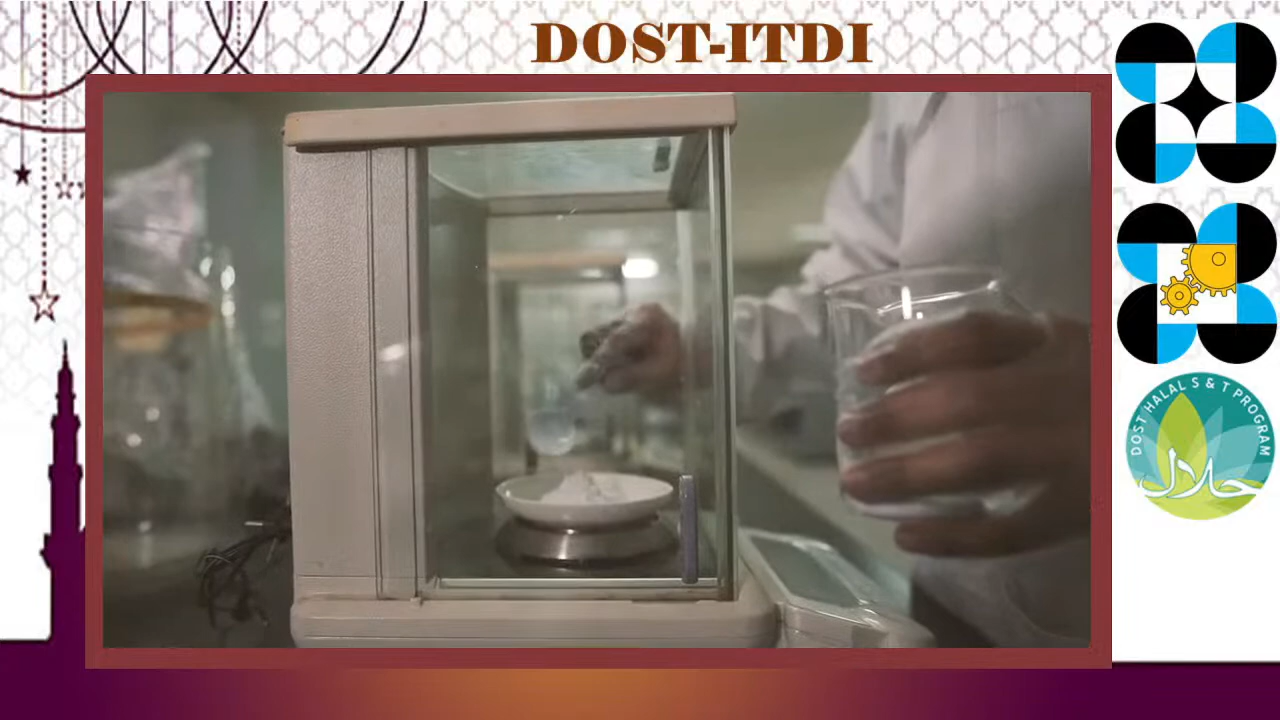 DOST-ITDI
DOST HALAL S & T PROGRAM
حلال